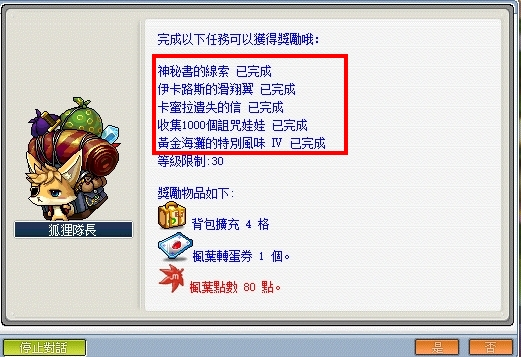 完成以下任務可以獲得獎勵哦:
神秘書的線索 已完成
伊卡路斯的滑翔翼 已完成
卡蜜拉遺失的信 已完成
收集1000個詛咒娃娃 已完成
黃金海灘的特別風味 Ⅳ 已完成
等級限制:30
獎勵物品如下:
背包擴充 4 格
楓葉轉蛋券 1 個。
楓葉點數 80 點。
狐狸隊長
停止對話
是
否